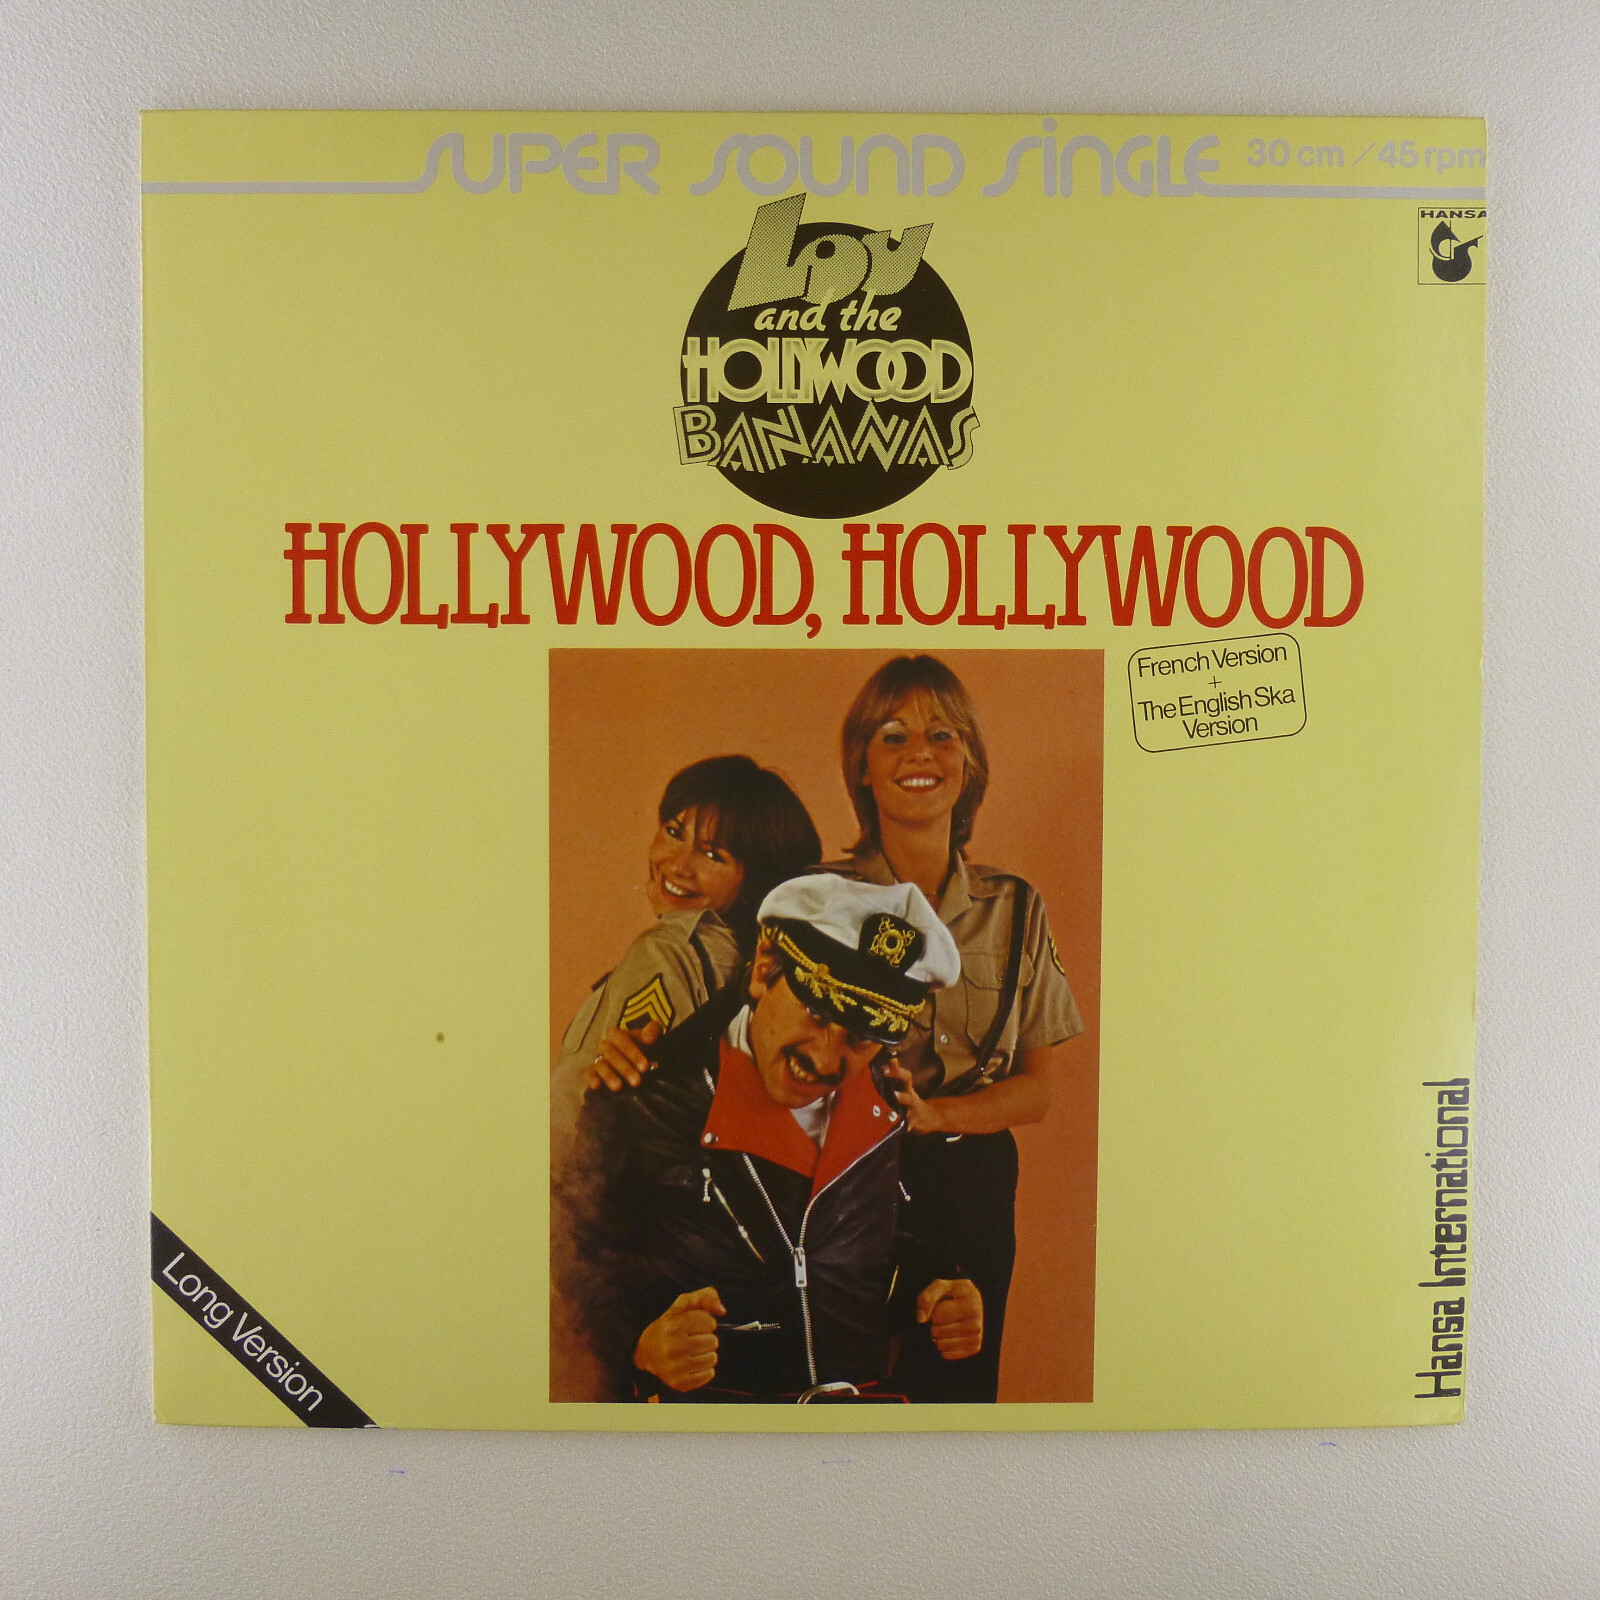 SUPER SOUND SINGLE 30 cm / 45 rpm
HANSA
Lou
and the
HOLLYWOOD
BANANAS
HOLLYWOOD, HOLLYWOOD
French Version
+
The English Ska
Version
Hansa International
Long Version